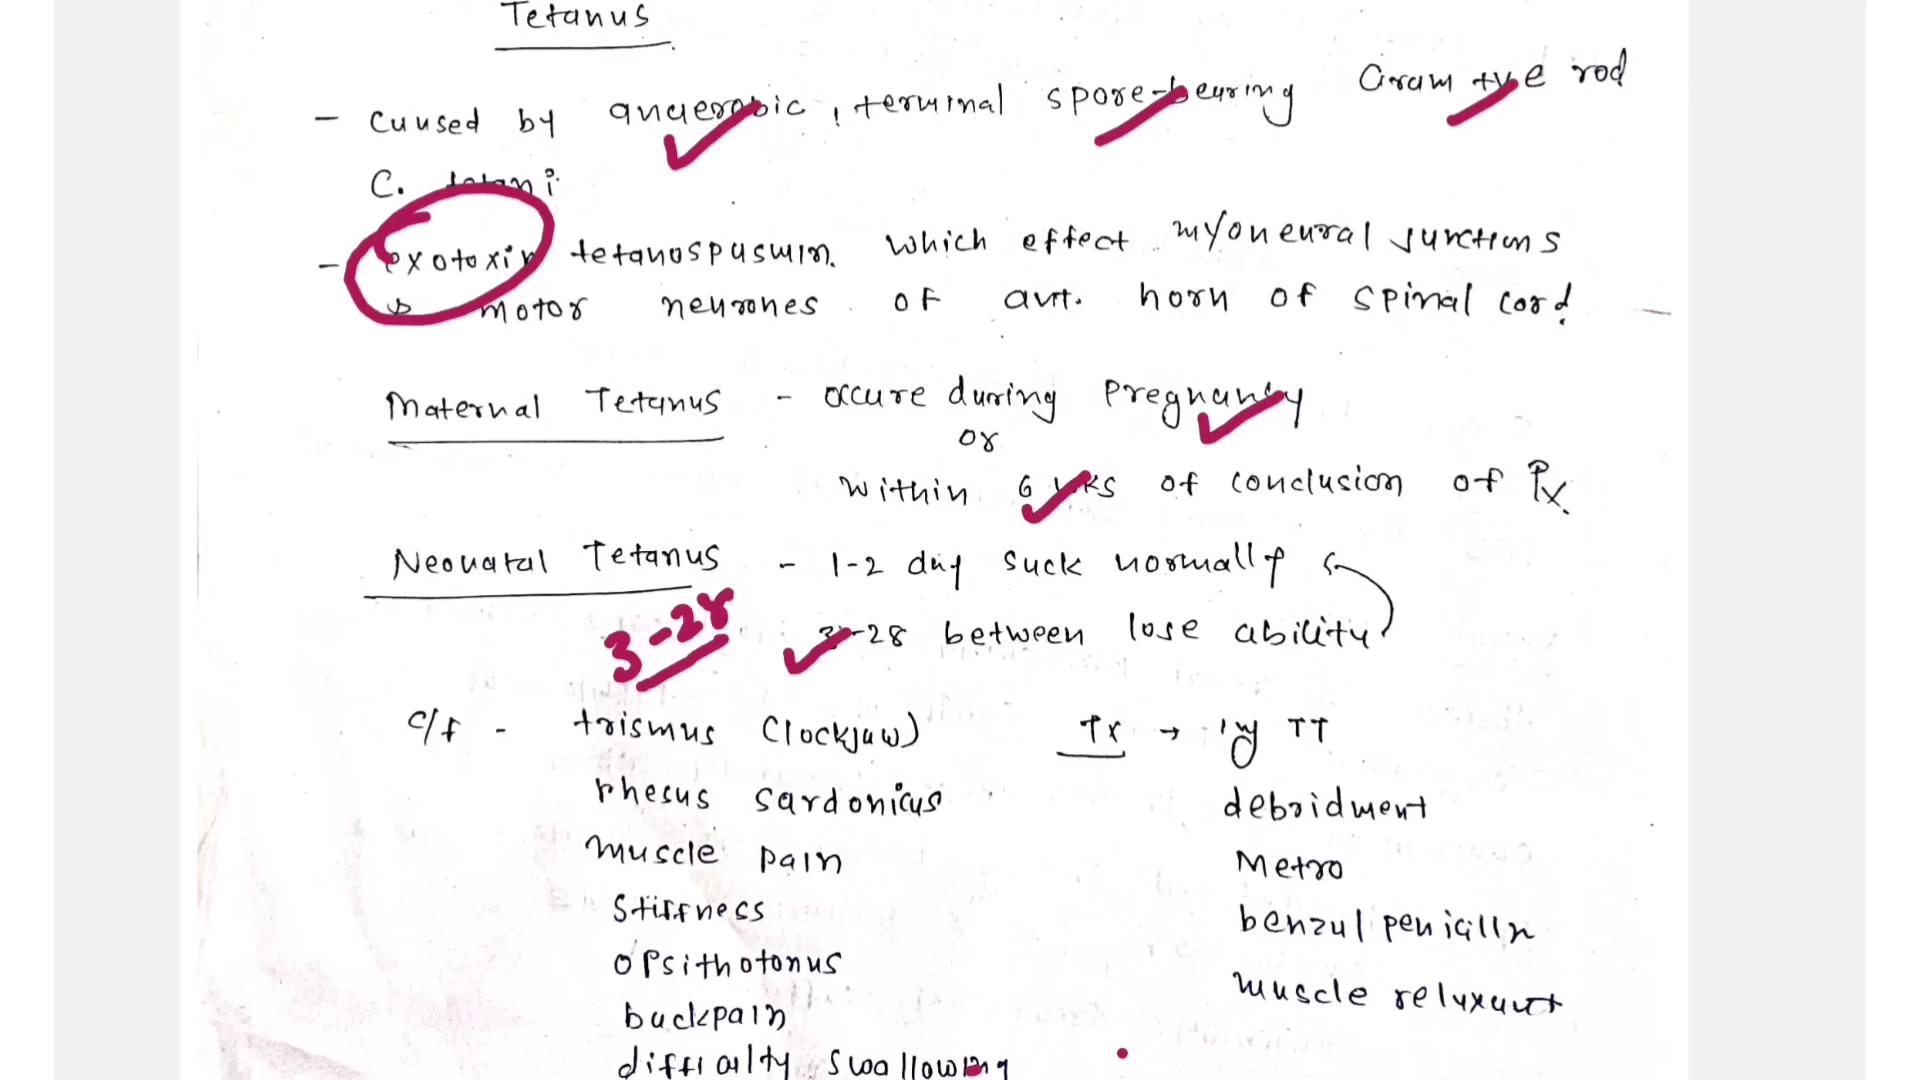 Tetanus
- Caused by anaerobic, terminal spore-bearing Gram +ve rod
C. tetani
- exotoxin tetanospasmin. which effect myoneural junctions
& motor neurones of ant. horn of spinal cord
Maternal Tetanus - occure during Pregnancy
or
within 6 wks of conclusion of Px.
Neonatal Tetanus - 1-2 day suck normally
3-28
3-28 between lose ability
c/f - trismus (lockjaw)
rhesus sardonicus
muscle pain
Stiffness
opsithotonus
backpain
difficulty swallowing
Tx → TT
debridment
Metro
benzul penicilln
muscle relaxant